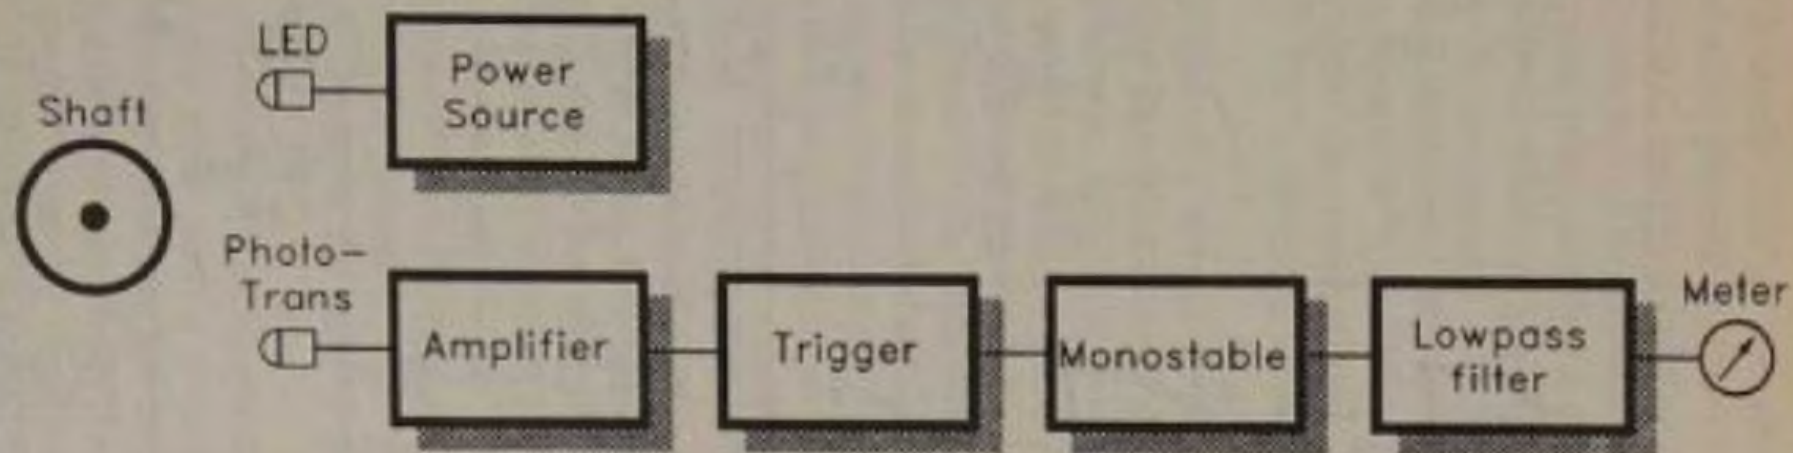 LED
Power
Source
Shaft
Photo-
Trans
Amplifier
Trigger
Monostable
Lowpass
filter
Meter